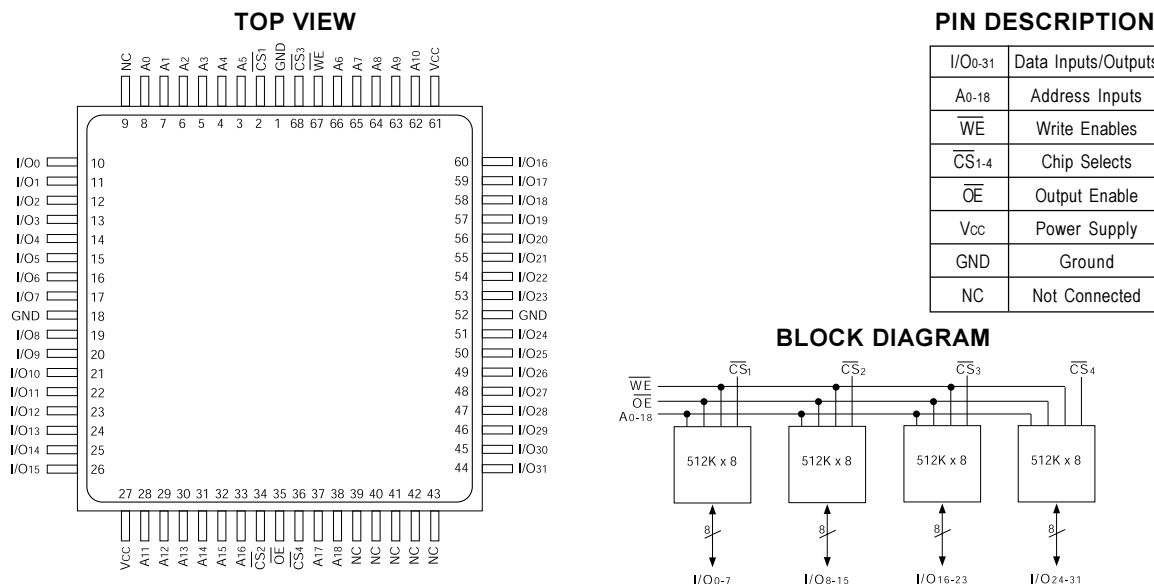 TOP VIEW
NC A0 A1 A2 A3 A4 A5 CS1 GND CS3 WE A6 A7 A8 A9 A10 VCC
9 8 7 6 5 4 3 2 1 68 67 66 65 64 63 62 61
I/O0 10 60 I/O16
I/O1 11 59 I/O17
I/O2 12 58 I/O18
I/O3 13 57 I/O19
I/O4 14 56 I/O20
I/O5 15 55 I/O21
I/O6 16 54 I/O22
I/O7 17 53 I/O23
GND 18 52 GND
I/O8 19 51 I/O24
I/O9 20 50 I/O25
I/O10 21 49 I/O26
I/O11 22 48 I/O27
I/O12 23 47 I/O28
I/O13 24 46 I/O29
I/O14 25 45 I/O30
I/O15 26 44 I/O31
27 28 29 30 31 32 33 34 35 36 37 38 39 40 41 42 43
VCC A11 A12 A13 A14 A15 A16 CS2 OE CS4 A17 A18 NC NC NC NC NC
PIN DESCRIPTION
I/O0-31 Data Inputs/Outputs
A0-18 Address Inputs
WE Write Enables
CS1-4 Chip Selects
OE Output Enable
VCC Power Supply
GND Ground
NC Not Connected
BLOCK DIAGRAM
CS1 CS2 CS3 CS4
WE
OE
A0-18
512K x 8 512K x 8 512K x 8 512K x 8
8 8 8 8
I/O0-7 I/O8-15 I/O16-23 I/O24-31